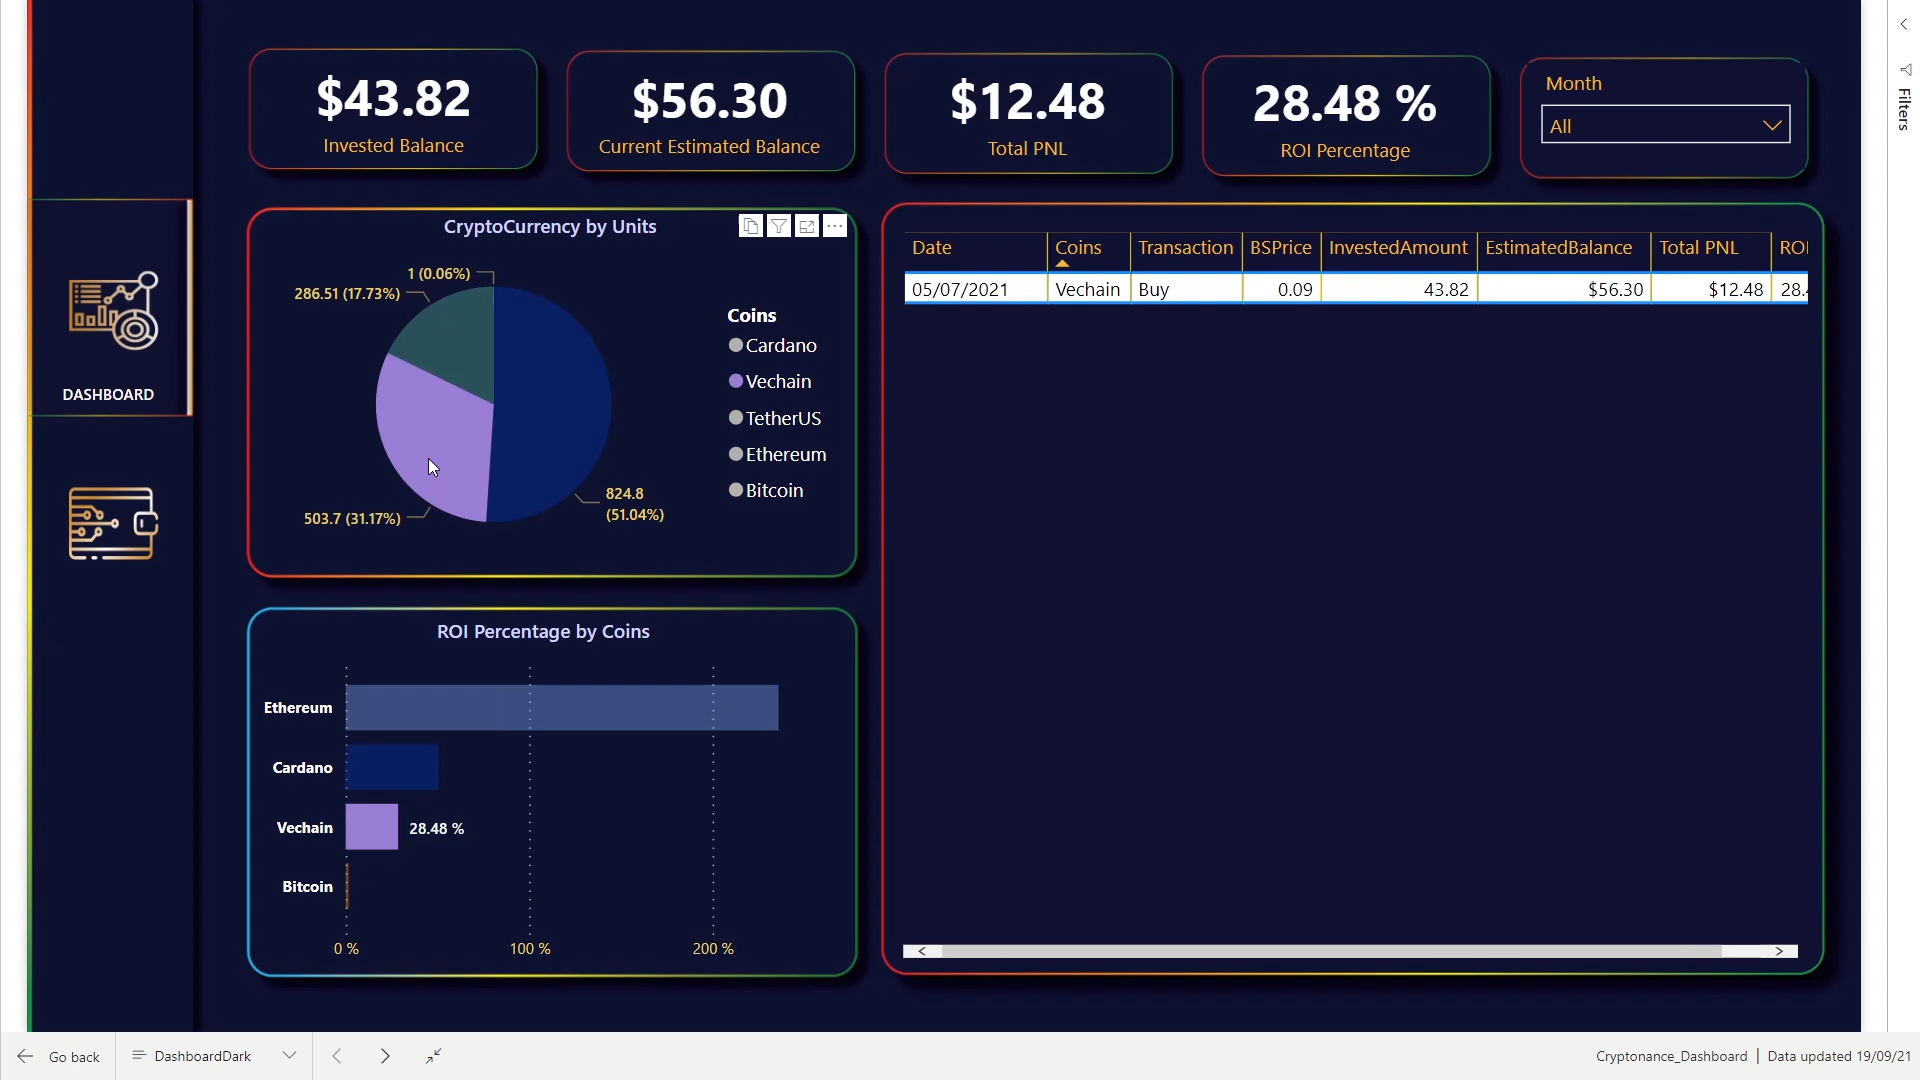 $43.82
Invested Balance
$56.30
Current Estimated Balance
$12.48
Total PNL
28.48 %
ROI Percentage
Month
All
Filters
DASHBOARD
CryptoCurrency by Units
1 (0.06%)
286.51 (17.73%)
503.7 (31.17%)
824.8
(51.04%)
Coins
Cardano
Vechain
TetherUS
Ethereum
Bitcoin
Date Coins Transaction BSPrice InvestedAmount EstimatedBalance Total PNL ROI
05/07/2021 Vechain Buy 0.09 43.82 $56.30 $12.48 28.4
ROI Percentage by Coins
Ethereum
Cardano
Vechain 28.48 %
Bitcoin
0 % 100 % 200 %
Go back DashboardDark Cryptonance_Dashboard | Data updated 19/09/21